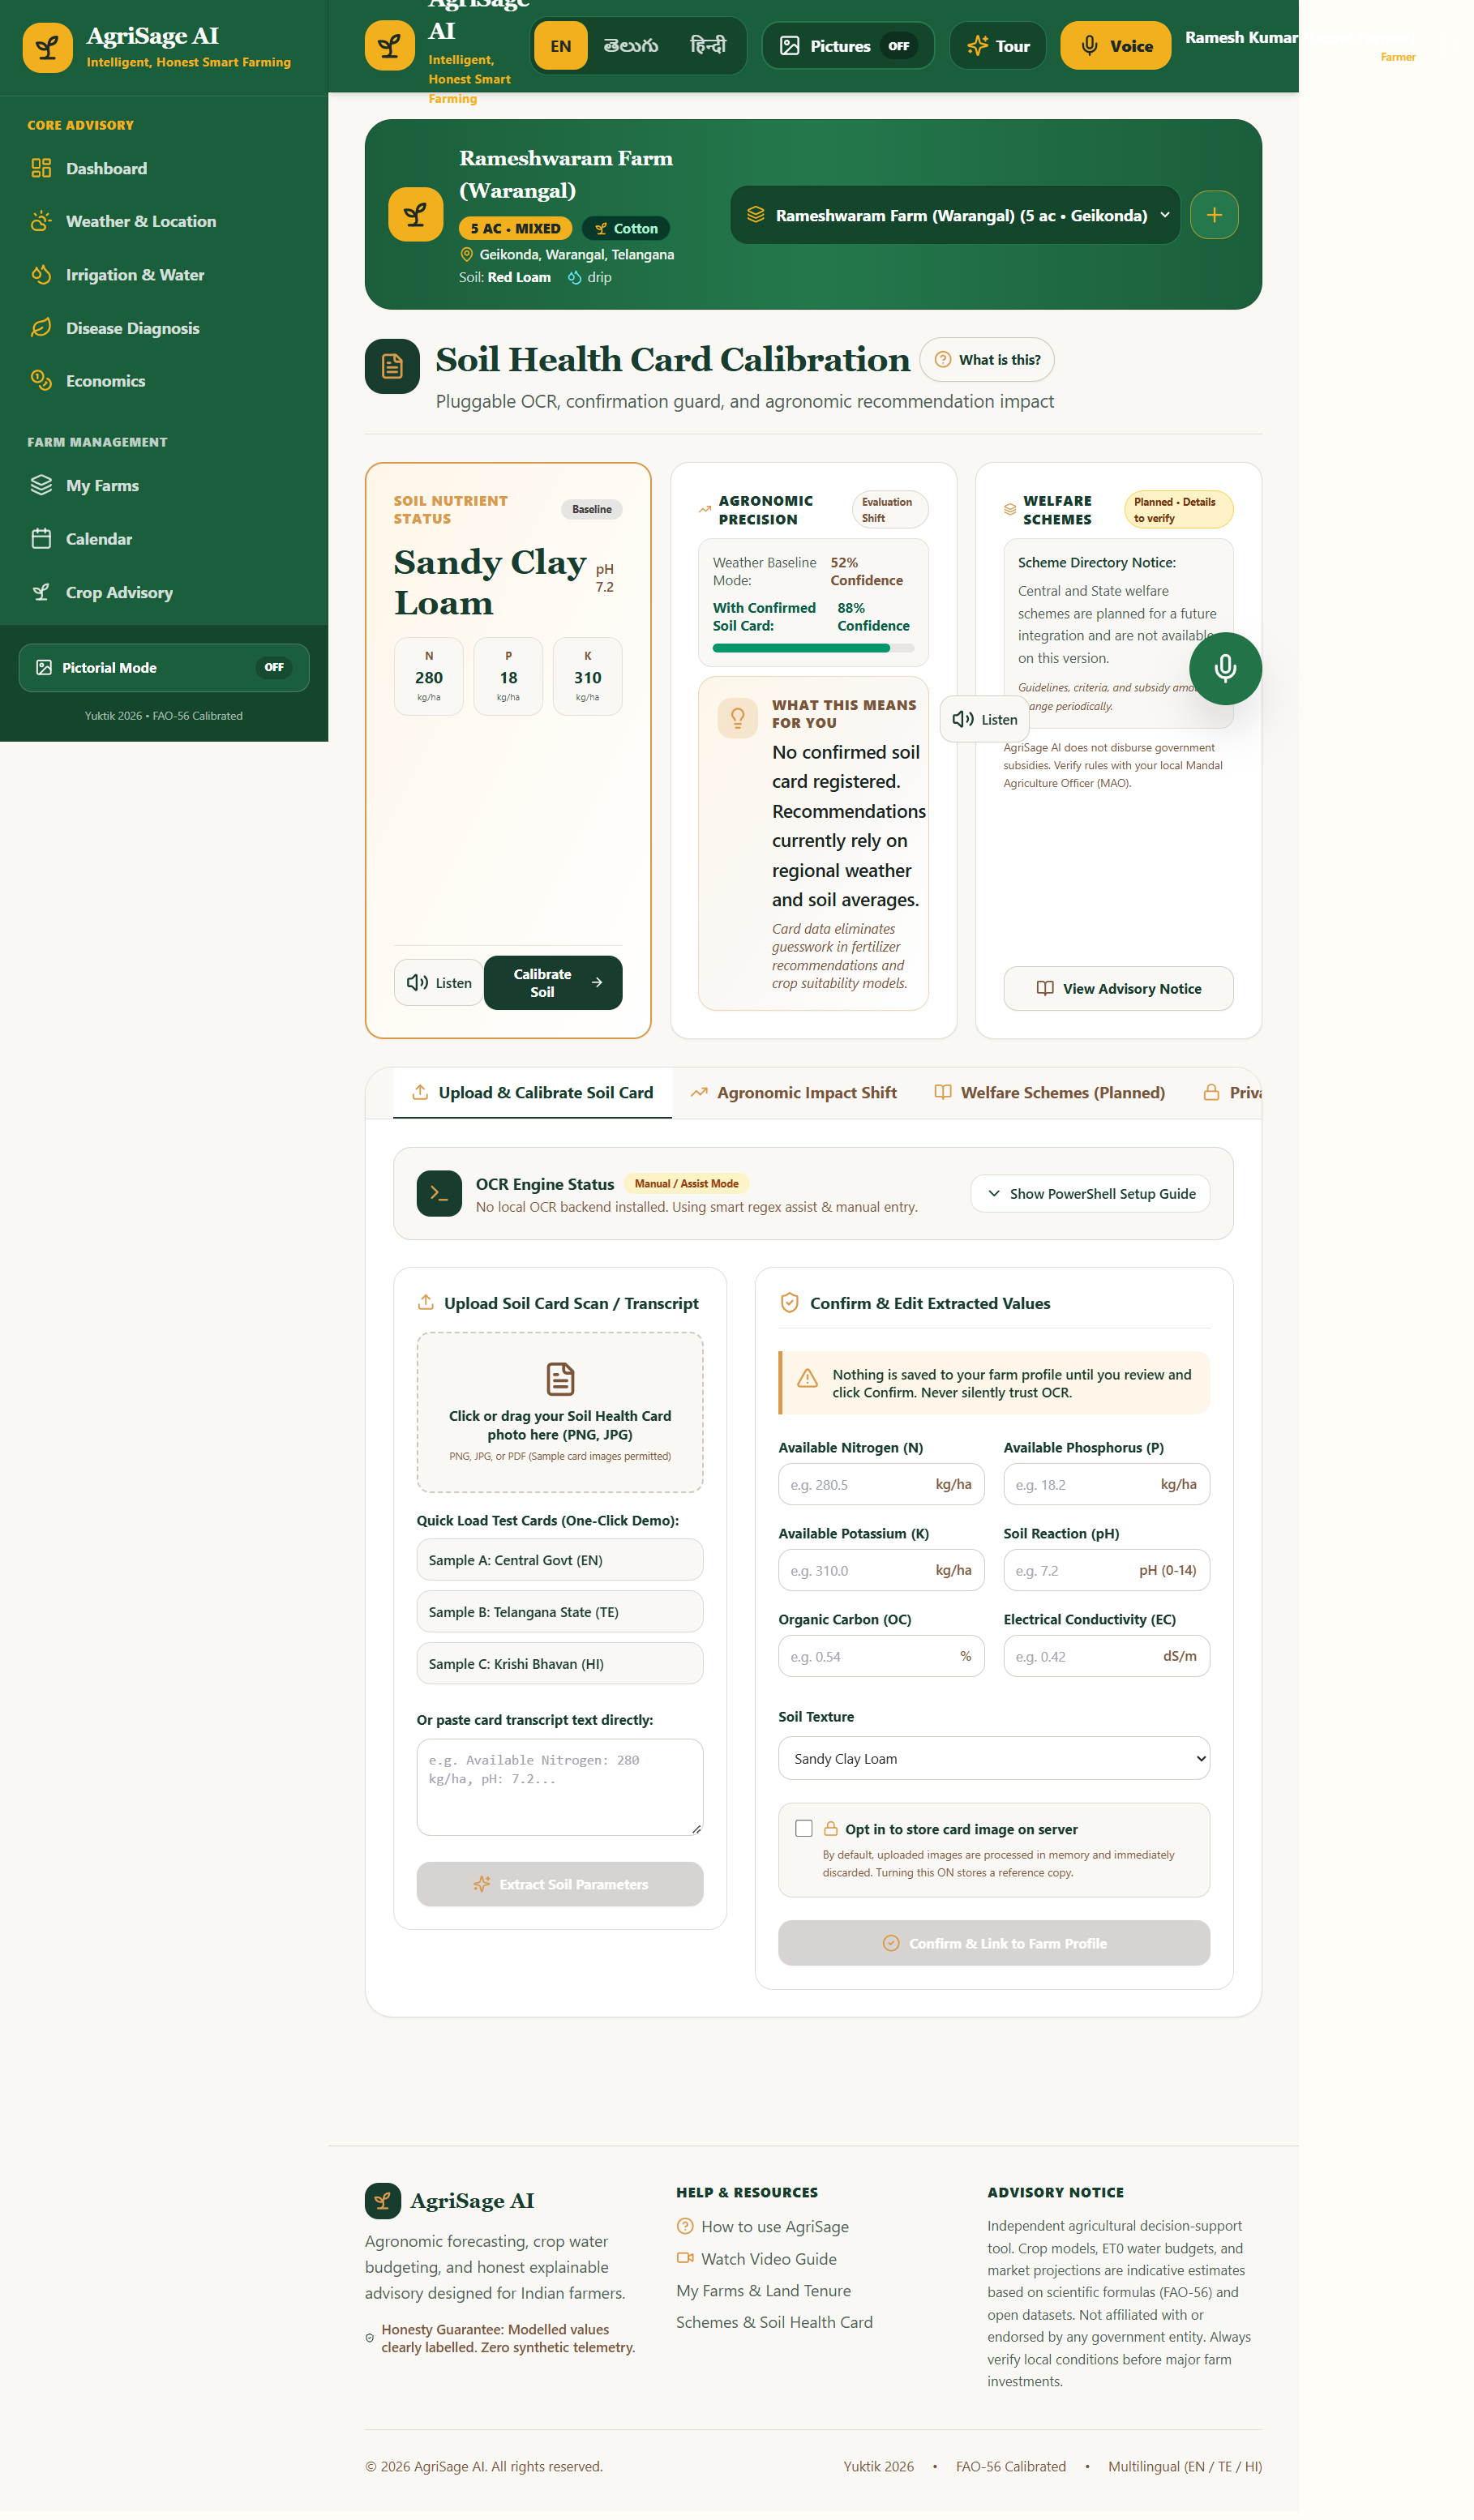 AgriSage AI
Intelligent, Honest Smart Farming
CORE ADVISORY
Dashboard
Weather & Location
Irrigation & Water
Disease Diagnosis
Economics
FARM MANAGEMENT
My Farms
Calendar
Crop Advisory
Pictorial Mode OFF
Yuktik 2026 • FAO-56 Calibrated
AgriSage
AI
Intelligent,
Honest Smart
Farming
EN తెలుగు हिन्दी
Pictures OFF
Tour
Voice
Ramesh Kumar
Farmer
Rameshwaram Farm
(Warangal)
5 AC • MIXED Cotton
Geikonda, Warangal, Telangana
Soil: Red Loam drip
Rameshwaram Farm (Warangal) (5 ac • Geikonda)
Soil Health Card Calibration
What is this?
Pluggable OCR, confirmation guard, and agronomic recommendation impact
SOIL NUTRIENT
STATUS
Baseline
Sandy Clay
Loam
pH
7.2
N
280
kg/ha
P
18
kg/ha
K
310
kg/ha
Listen
Calibrate
Soil
AGRONOMIC
PRECISION
Evaluation
Shift
Weather Baseline
Mode:
52%
Confidence
With Confirmed
Soil Card:
88%
Confidence
WHAT THIS MEANS
FOR YOU
No confirmed soil
card registered.
Recommendations
currently rely on
regional weather
and soil averages.
Card data eliminates
guesswork in fertilizer
recommendations and
crop suitability models.
Listen
WELFARE
SCHEMES
Planned • Details
to verify
Scheme Directory Notice:
Central and State welfare
schemes are planned for a future
integration and are not available
on this version.
Guidelines, criteria, and subsidy
periodically.
AgriSage AI does not disburse government
subsidies. Verify rules with your local Mandal
Agriculture Officer (MAO).
View Advisory Notice
Upload & Calibrate Soil Card
Agronomic Impact Shift
Welfare Schemes (Planned)
OCR Engine Status Manual / Assist Mode
No local OCR backend installed. Using smart regex assist & manual entry.
Show PowerShell Setup Guide
Upload Soil Card Scan / Transcript
Click or drag your Soil Health Card
photo here (PNG, JPG)
PNG, JPG, or PDF (Sample card images permitted)
Quick Load Test Cards (One-Click Demo):
Sample A: Central Govt (EN)
Sample B: Telangana State (TE)
Sample C: Krishi Bhavan (HI)
Or paste card transcript text directly:
e.g. Available Nitrogen: 280
kg/ha, pH: 7.2...
Extract Soil Parameters
Confirm & Edit Extracted Values
Nothing is saved to your farm profile until you review and
click Confirm. Never silently trust OCR.
Available Nitrogen (N)
e.g. 280.5 kg/ha
Available Phosphorus (P)
e.g. 18.2 kg/ha
Available Potassium (K)
e.g. 310.0 kg/ha
Soil Reaction (pH)
e.g. 7.2 pH (0-14)
Organic Carbon (OC)
e.g. 0.54 %
Electrical Conductivity (EC)
e.g. 0.42 dS/m
Soil Texture
Sandy Clay Loam
Opt in to store card image on server
By default, uploaded images are processed in memory and immediately
discarded. Turning this ON stores a reference copy.
Confirm & Link to Farm Profile
AgriSage AI
Agronomic forecasting, crop water
budgeting, and honest explainable
advisory designed for Indian farmers.
Honesty Guarantee: Modelled values
clearly labelled. Zero synthetic telemetry.
HELP & RESOURCES
How to use AgriSage
Watch Video Guide
My Farms & Land Tenure
Schemes & Soil Health Card
ADVISORY NOTICE
Independent agricultural decision-support
tool. Crop models, ET0 water budgets, and
market projections are indicative estimates
based on scientific formulas (FAO-56) and
open datasets. Not affiliated with or
endorsed by any government entity. Always
verify local conditions before major farm
investments.
© 2026 AgriSage AI. All rights reserved.
Yuktik 2026 • FAO-56 Calibrated • Multilingual (EN / TE / HI)